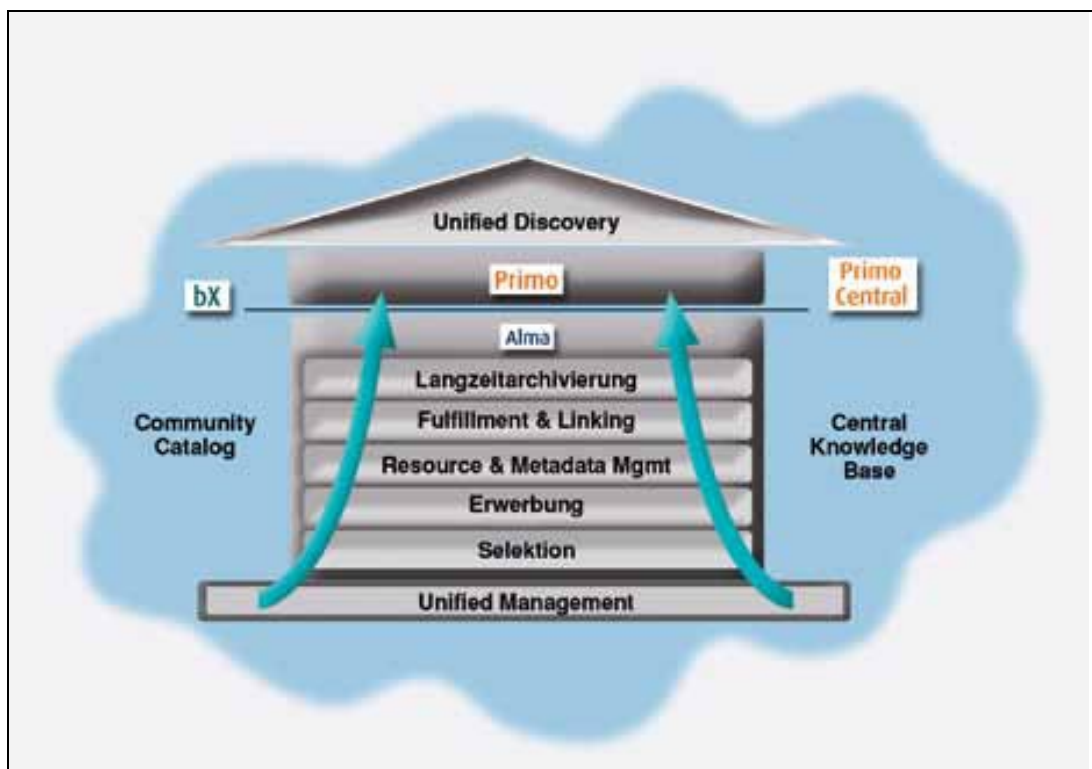 Unified Discovery
bX
Primo
Primo
Central
Alma
Langzeitarchivierung
Community
Catalog
Fulfillment & Linking
Resource & Metadata Mgmt
Erwerbung
Selektion
Central
Knowledge
Base
Unified Management